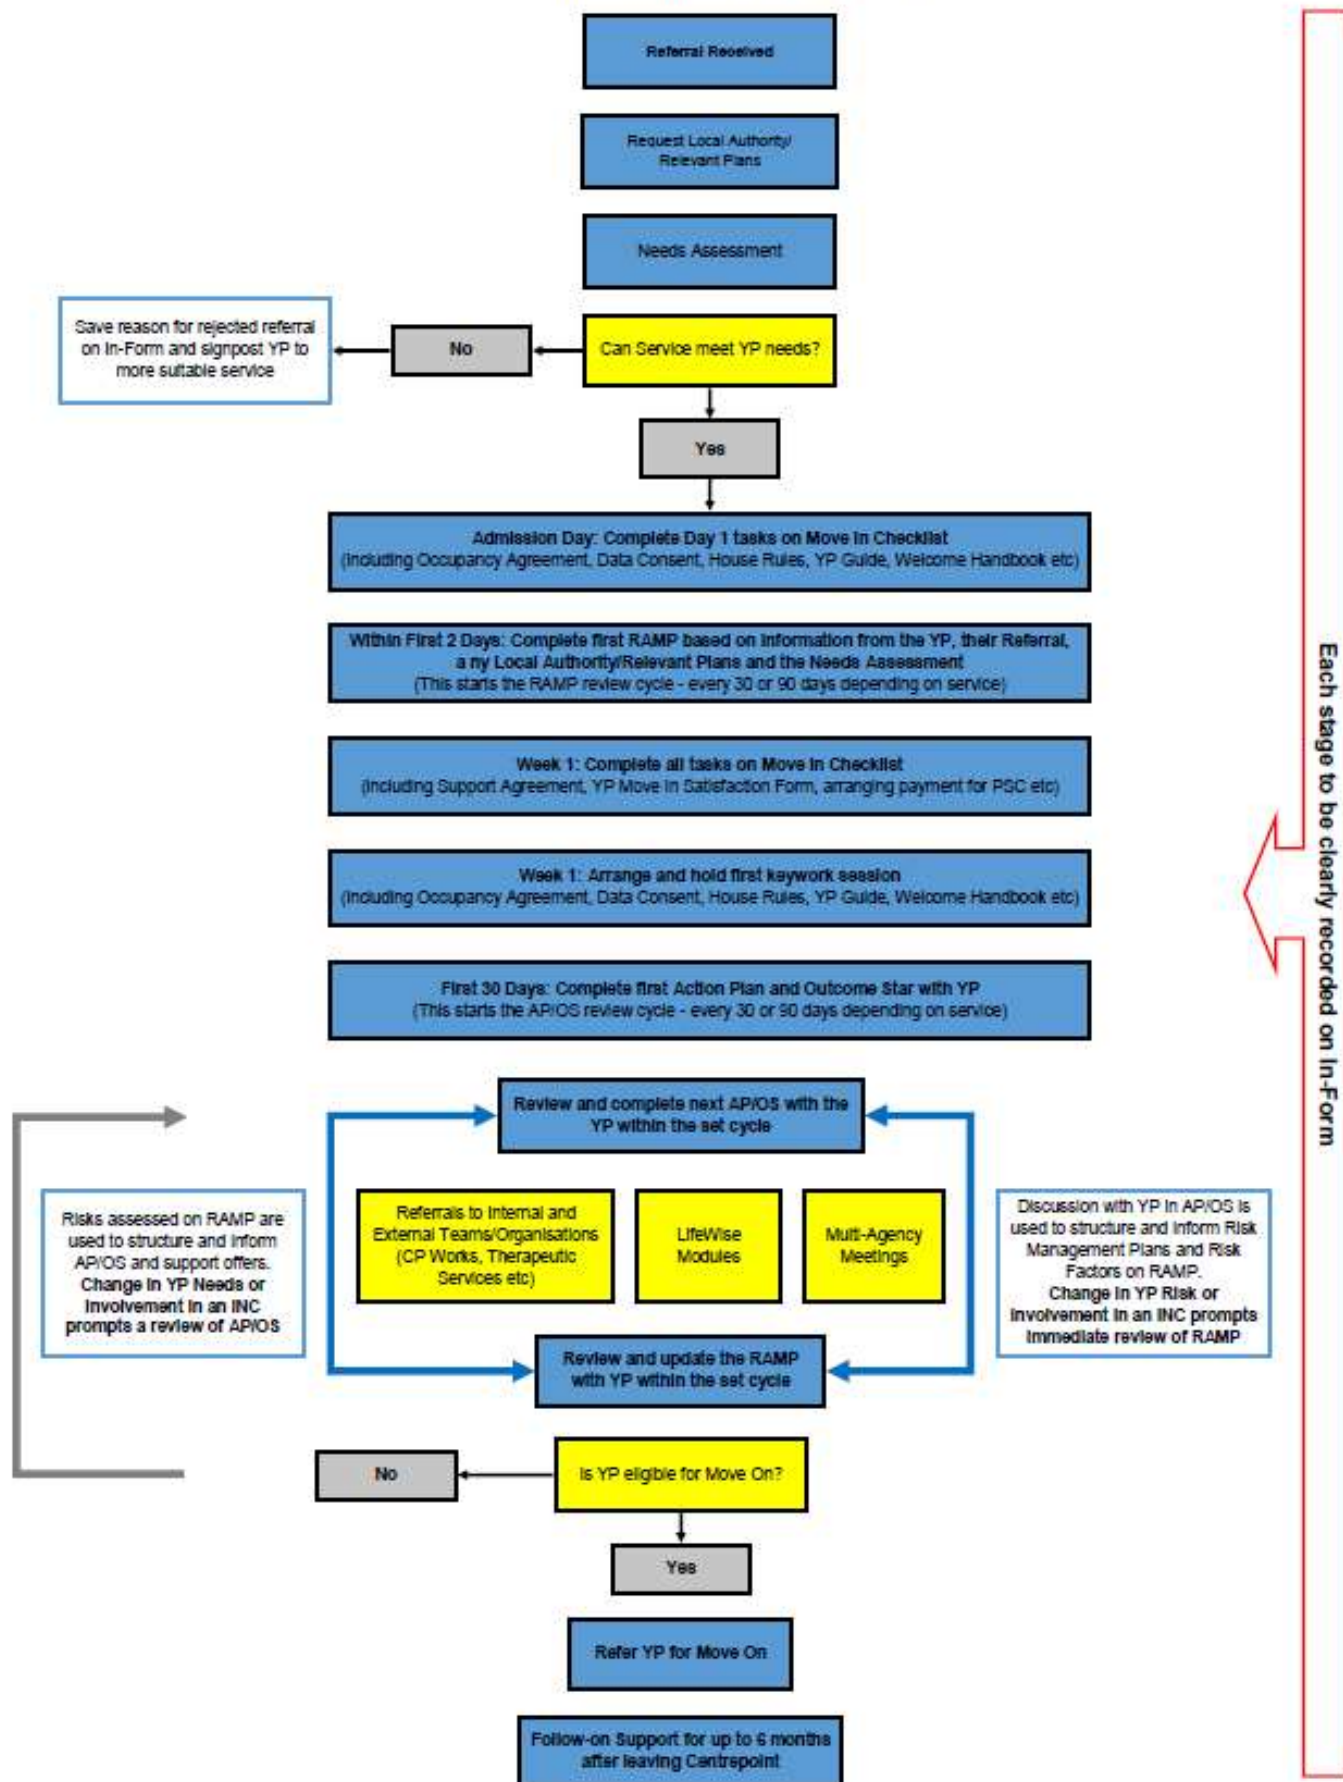 Referral Received
Request Local Authority/
Relevant Plans
Needs Assessment
Save reason for rejected referral
on In-Form and signpost YP to
more suitable service
No
Can Service meet YP needs?
Yes
Admission Day: Complete Day 1 tasks on Move In Checklist
(including Occupancy Agreement, Data Consent, House Rules, YP Guide, Welcome Handbook etc)
Within First 2 Days: Complete first RAMP based on Information from the YP, their Referral,
a ny Local Authority/Relevant Plans and the Needs Assessment
(This starts the RAMP review cycle - every 30 or 90 days depending on service)
Week 1: Complete all tasks on Move In Checklist
(including Support Agreement, YP Move In Satisfaction Form, arranging payment for PSC etc)
Week 1: Arrange and hold first keywork session
(including Occupancy Agreement, Data Consent, House Rules, YP Guide, Welcome Handbook etc)
First 30 Days: Complete first Action Plan and Outcome Star with YP
(This starts the AP/OS review cycle - every 30 or 90 days depending on service)
Review and complete next AP/OS with the
YP within the set cycle
Risks assessed on RAMP are
used to structure and inform
AP/OS and support offers.
Change in YP Needs or
Involvement in an INC
prompts a review of AP/OS
Referrals to Internal and
External Teams/Organisations
(CP Works, Therapeutic
Services etc)
LifeWise
Modules
Multi-Agency
Meetings
Discussion with YP in AP/OS is
used to structure and inform Risk
Management Plans and Risk
Factors on RAMP.
Change in YP Risk or
Involvement in an INC prompts
immediate review of RAMP
Review and update the RAMP
with YP within the set cycle
No
Is YP eligible for Move On?
Yes
Refer YP for Move On
Follow-on Support for up to 6 months
after leaving Centrepoint
Each stage to be clearly recorded on In-Form